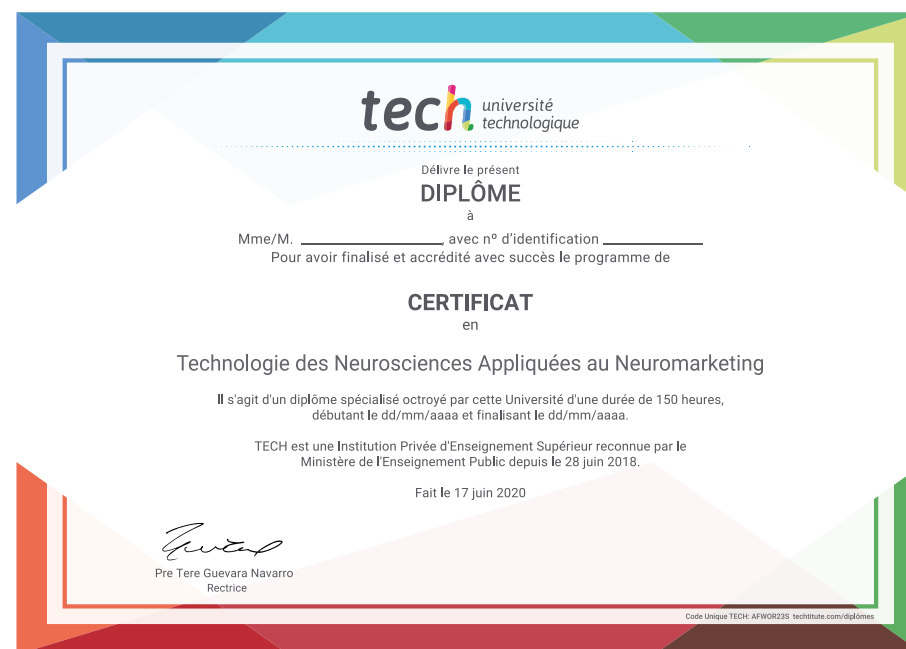 tech université
technologique
Délivre le présent
DIPLÔME
à
Mme/M. ____________________, avec nº d'identification ______________
Pour avoir finalisé et accrédité avec succès le programme de
CERTIFICAT
en
Technologie des Neurosciences Appliquées au Neuromarketing
Il s'agit d'un diplôme spécialisé octroyé par cette Université d'une durée de 150 heures,
débutant le dd/mm/aaaa et finalisant le dd/mm/aaaa.
TECH est une Institution Privée d'Enseignement Supérieur reconnue par le
Ministère de l'Enseignement Public depuis le 28 juin 2018.
Fait le 17 juin 2020
Pre Tere Guevara Navarro
Rectrice
Code Unique TECH: AFWOR23S techtitute.com/diplômes